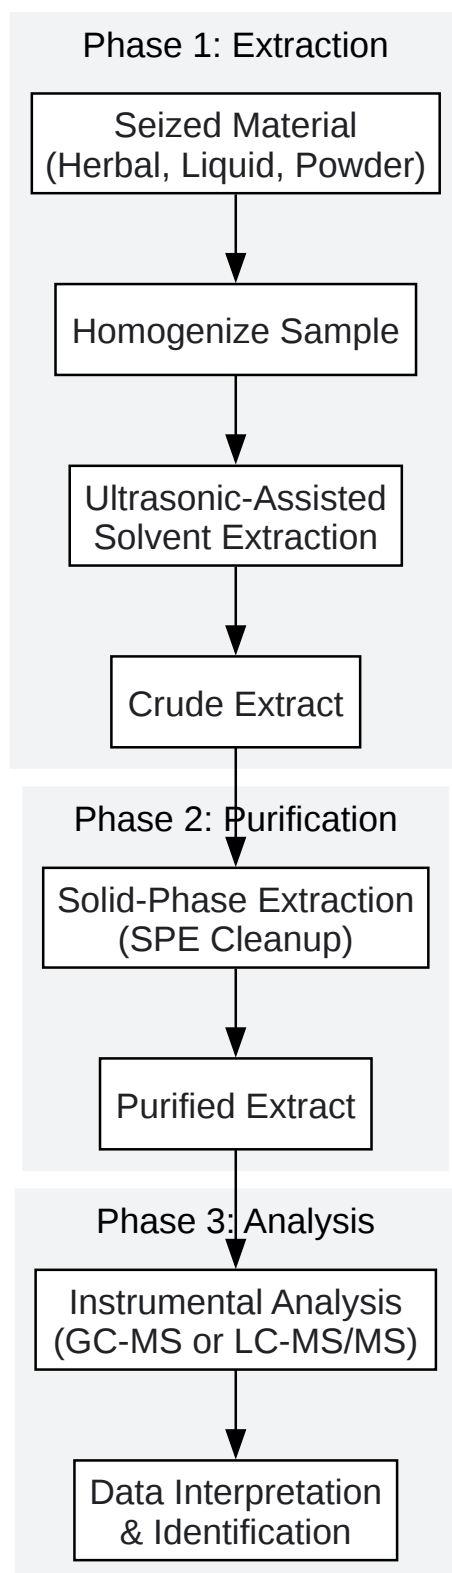 Phase 1: Extraction
Seized Material
(Herbal, Liquid, Powder)
Homogenize Sample
Ultrasonic-Assisted
Solvent Extraction
Crude Extract
Phase 2: Purification
Solid-Phase Extraction
(SPE Cleanup)
Purified Extract
Phase 3: Analysis
Instrumental Analysis
(GC-MS or LC-MS/MS)
Data Interpretation
& Identification